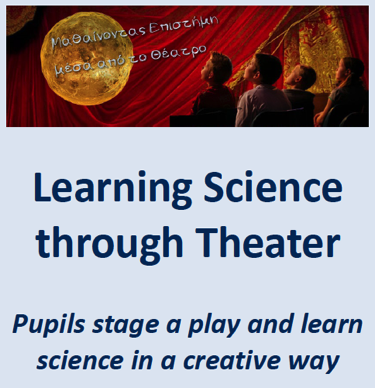 Μαθαίνοντας Επιστήμη
μέσα από το Θέατρο
Learning Science
through Theater
Pupils stage a play and learn
science in a creative way